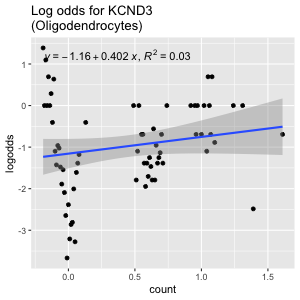 Log odds for KCND3
(Oligodendrocytes)
y = −1.16 + 0.402 x, R² = 0.03
1
0
-1
-2
-3
logodds
0.0 0.5 1.0 1.5
count